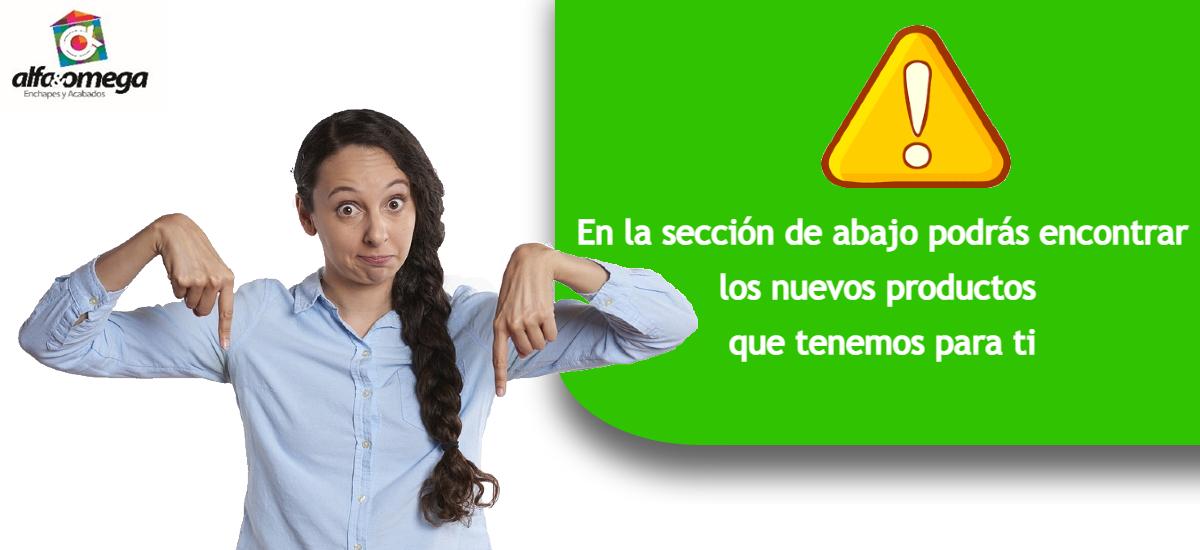 alfa&omega
Enchapes y Acabados
En la sección de abajo podrás encontrar
los nuevos productos
que tenemos para ti